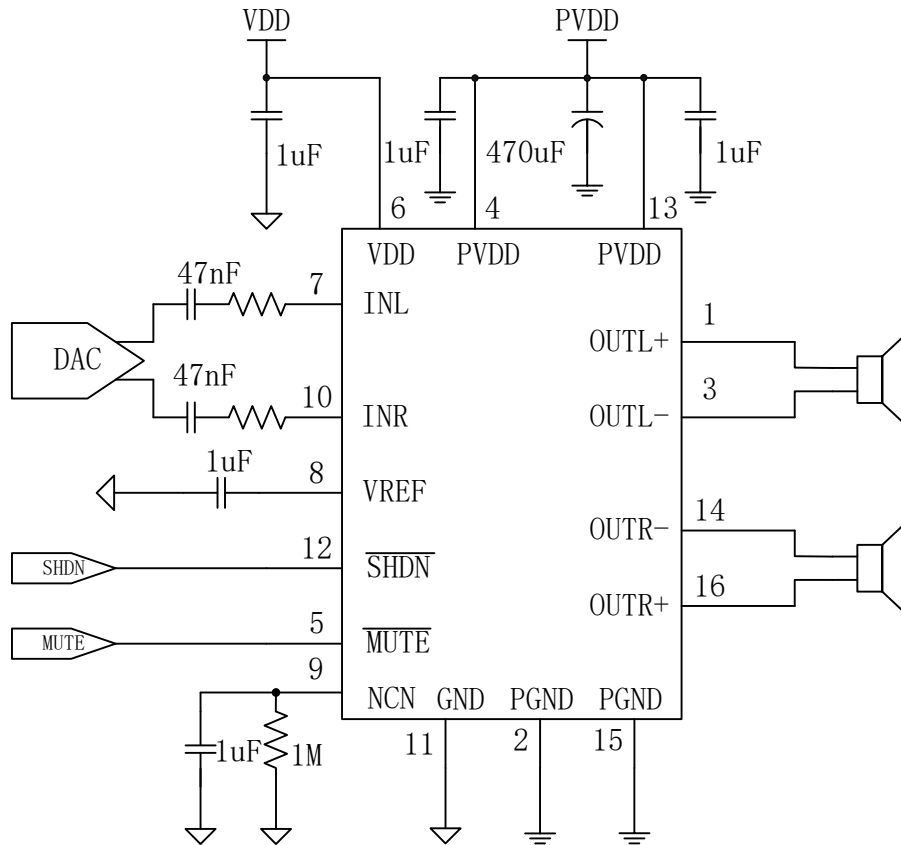 VDD
PVDD
1uF
1uF
470uF
1uF
6
4
13
VDD
PVDD
PVDD
47nF
7
INL
1
OUTL+
DAC
47nF
10
INR
3
OUTL-
1uF
8
VREF
14
OUTR-
SHDN
12
SHDN
16
OUTR+
MUTE
5
MUTE
9
NCN
GND
PGND
PGND
1uF
1M
11
2
15